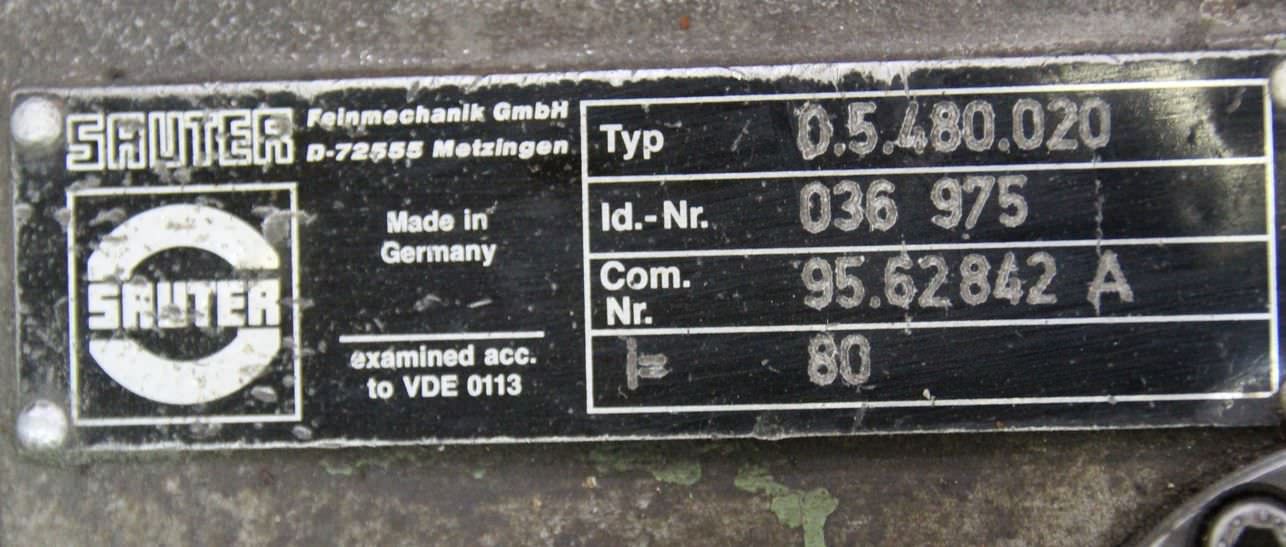 SAUTER
Feinmechanik GmbH
D-72555 Metzingen
SAUTER
Made in
Germany
examined acc.
to VDE 0113
Typ 0.5.480.020
Id.-Nr. 036 975
Com. Nr. 95.62842 A
80